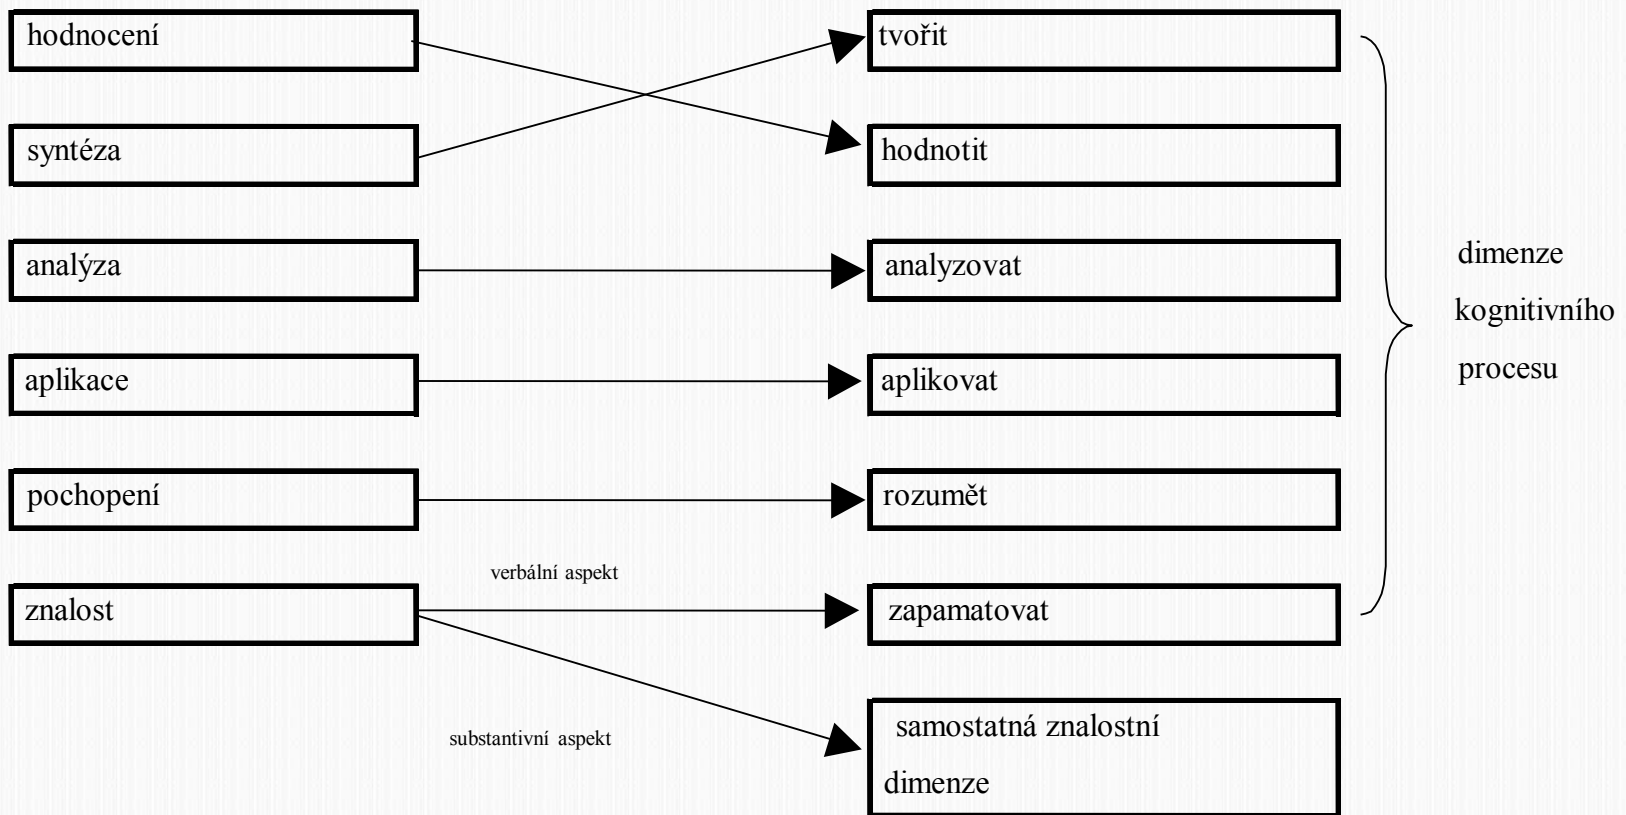 hodnocení
tvořit
syntéza
hodnotit
analýza
analyzovat
aplikace
aplikovat
pochopení
rozumět
verbální aspekt
znalost
zapamatovat
substantivní aspekt
samostatná znalostní
dimenze
dimenze
kognitivního
procesu